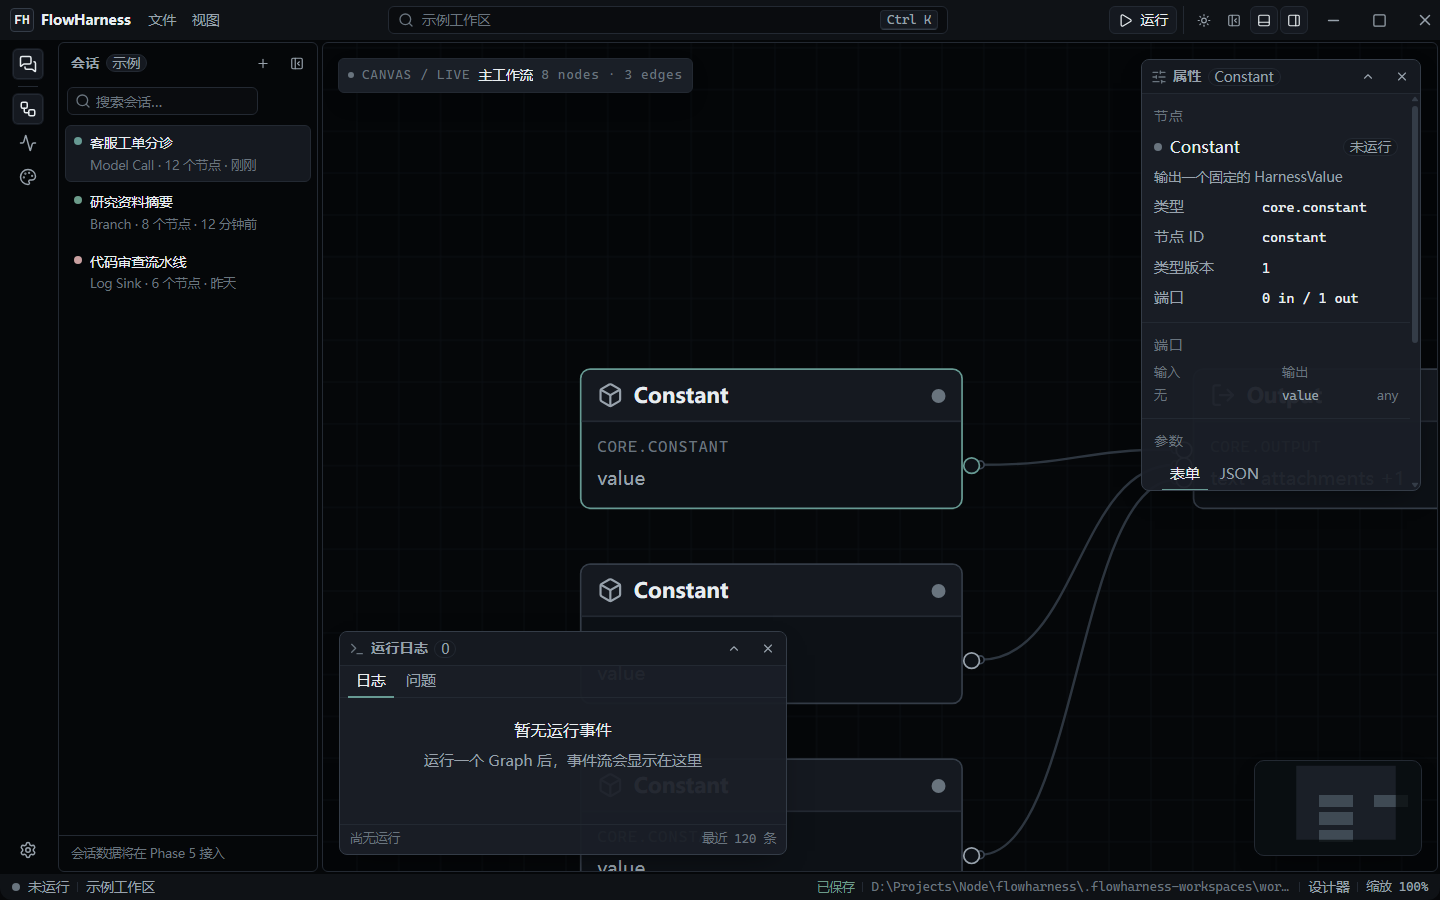 FH FlowHarness 文件 视图 示例工作区 Ctrl K 运行
会话 示例
搜索会话...
客服工单分诊
Model Call · 12 个节点 · 刚刚
研究资料摘要
Branch · 8 个节点 · 12 分钟前
代码审查流水线
Log Sink · 6 个节点 · 昨天
会话数据将在 Phase 5 接入
CANVAS / LIVE 主工作流 8 nodes · 3 edges
Constant
CORE.CONSTANT
value
Constant
value
Constant
CORE.CONST
value
运行日志 0
日志 问题
暂无运行事件
运行一个 Graph 后，事件流会显示在这里
尚无运行 最近 120 条
属性 Constant
节点
Constant 未运行
输出一个固定的 HarnessValue
类型 core.constant
节点 ID constant
类型版本 1
端口 0 in / 1 out
端口
输入 输出
无 value any
参数
表单 JSON
Output
CORE.OUTPUT
attachments +1
未运行 示例工作区 已保存 D:\Projects\Node\flowharness\.flowharness-workspaces\wor… 设计器 缩放 100%